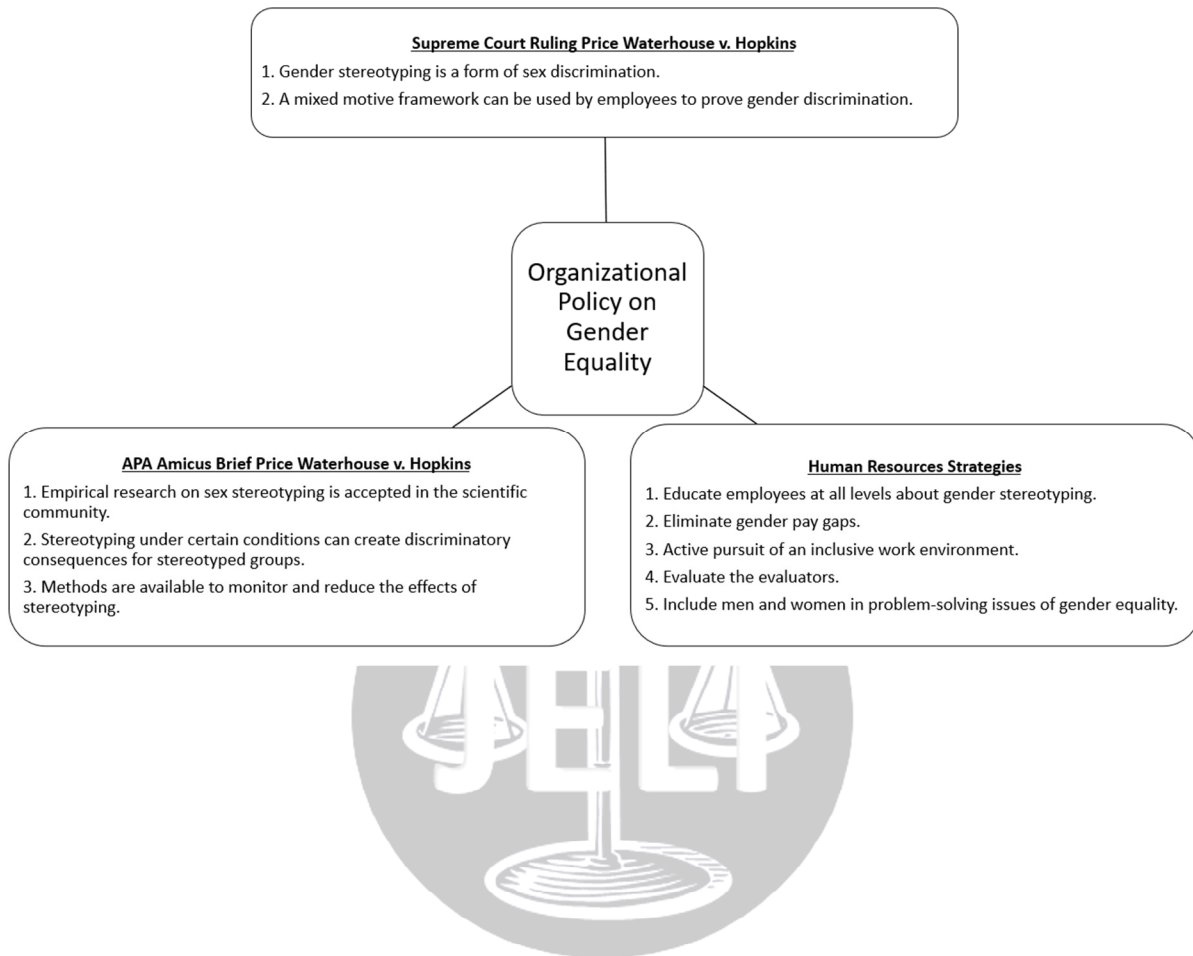 Supreme Court Ruling Price Waterhouse v. Hopkins
1. Gender stereotyping is a form of sex discrimination.
2. A mixed motive framework can be used by employees to prove gender discrimination.
Organizational
Policy on
Gender
Equality
APA Amicus Brief Price Waterhouse v. Hopkins
1. Empirical research on sex stereotyping is accepted in the scientific
community.
2. Stereotyping under certain conditions can create discriminatory
consequences for stereotyped groups.
3. Methods are available to monitor and reduce the effects of
stereotyping.
Human Resources Strategies
1. Educate employees at all levels about gender stereotyping.
2. Eliminate gender pay gaps.
3. Active pursuit of an inclusive work environment.
4. Evaluate the evaluators.
5. Include men and women in problem-solving issues of gender equality.